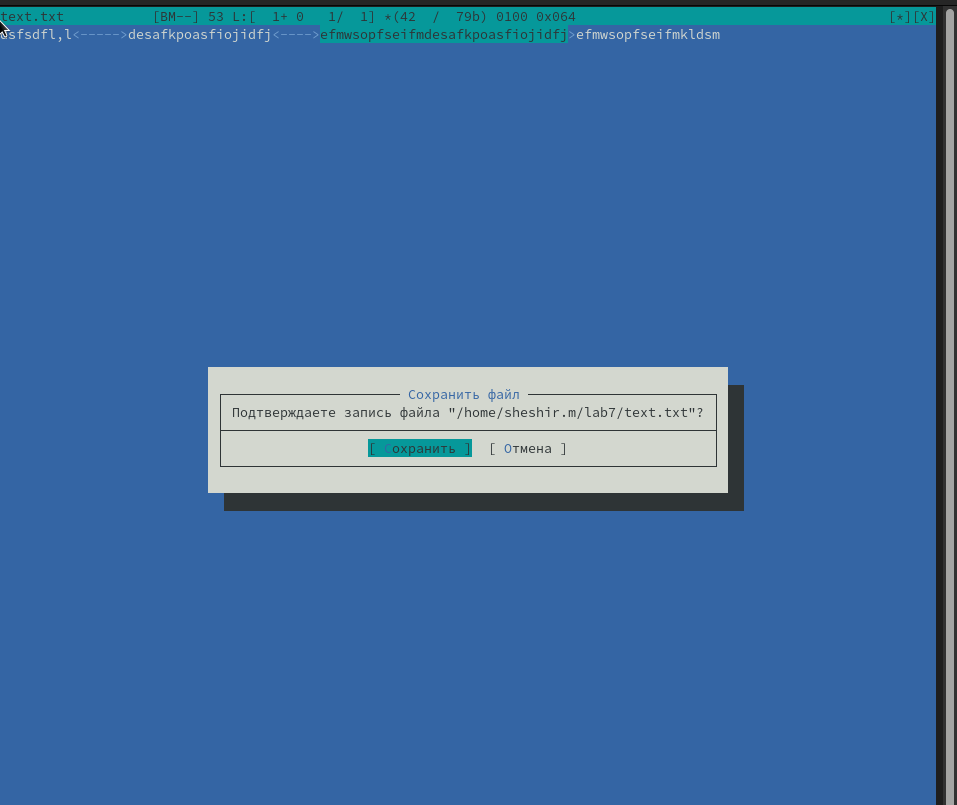 text.txt [BM--] 53 L:[ 1+ 0 1/ 1] *(42 / 79b) 0100 0x064 [*][X]
dsfsdfl,l<----->desafkpoasfiojidfj<---->efmwsopfseifmdesafkpoasfiojidfj>efmwsopfseifmkldsm
Сохранить файл
Подтверждаете запись файла "/home/sheshir.m/lab7/text.txt"?
[ Сохранить ] [ Отмена ]